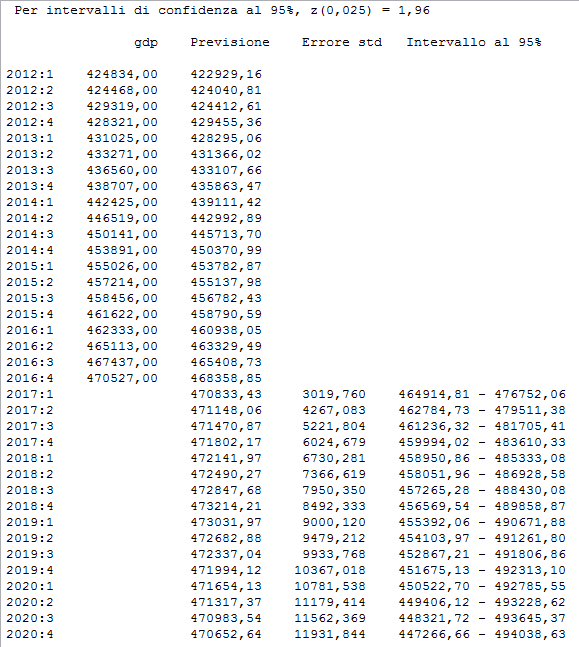 Per intervalli di confidenza al 95%, z(0,025) = 1,96
gdp Previsione Errore std Intervallo al 95%
2012:1 424834,00 422929,16
2012:2 424468,00 424040,81
2012:3 429319,00 424412,61
2012:4 428321,00 429455,36
2013:1 431025,00 428295,06
2013:2 433271,00 431366,02
2013:3 436560,00 433107,66
2013:4 438707,00 435863,47
2014:1 442425,00 439111,42
2014:2 446519,00 442992,89
2014:3 450141,00 445713,70
2014:4 453891,00 450370,99
2015:1 455026,00 453782,87
2015:2 457214,00 455137,98
2015:3 458456,00 456782,43
2015:4 461622,00 458790,59
2016:1 462333,00 460938,05
2016:2 465113,00 463329,49
2016:3 467437,00 465408,73
2016:4 470527,00 468358,85
2017:1 470833,43 3019,760 464914,81 - 476752,06
2017:2 471148,06 4267,083 462784,73 - 479511,38
2017:3 471470,87 5221,804 461236,32 - 481705,41
2017:4 471802,17 6024,679 459994,02 - 483610,33
2018:1 472141,97 6730,281 458950,86 - 485333,08
2018:2 472490,27 7366,619 458051,96 - 486928,58
2018:3 472847,68 7950,350 457265,28 - 488430,08
2018:4 473214,21 8492,333 456569,54 - 489858,87
2019:1 473031,97 9000,120 455392,06 - 490671,88
2019:2 472682,88 9479,212 454103,97 - 491261,80
2019:3 472337,04 9933,768 452867,21 - 491806,86
2019:4 471994,12 10367,018 451675,13 - 492313,10
2020:1 471654,13 10781,538 450522,70 - 492785,55
2020:2 471317,37 11179,414 449406,12 - 493228,62
2020:3 470983,54 11562,369 448321,72 - 493645,37
2020:4 470652,64 11931,844 447266,66 - 494038,63